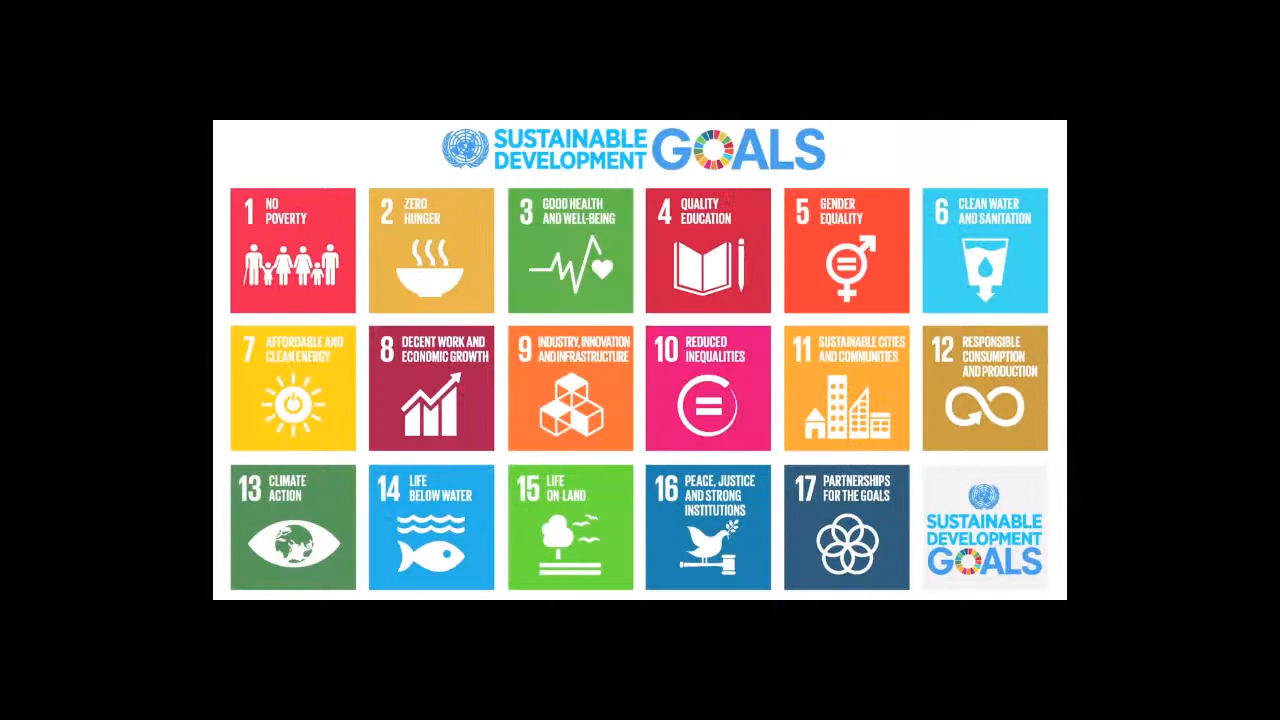 SUSTAINABLE
DEVELOPMENT
GOALS
1 NO
POVERTY
2 ZERO
HUNGER
3 GOOD HEALTH
AND WELL-BEING
4 QUALITY
EDUCATION
5 GENDER
EQUALITY
6 CLEAN WATER
AND SANITATION
7 AFFORDABLE AND
CLEAN ENERGY
8 DECENT WORK AND
ECONOMIC GROWTH
9 INDUSTRY, INNOVATION
AND INFRASTRUCTURE
10 REDUCED
INEQUALITIES
11 SUSTAINABLE CITIES
AND COMMUNITIES
12 RESPONSIBLE
CONSUMPTION
AND PRODUCTION
13 CLIMATE
ACTION
14 LIFE
BELOW WATER
15 LIFE
ON LAND
16 PEACE, JUSTICE
AND STRONG
INSTITUTIONS
17 PARTNERSHIPS
FOR THE GOALS
SUSTAINABLE
DEVELOPMENT
GOALS